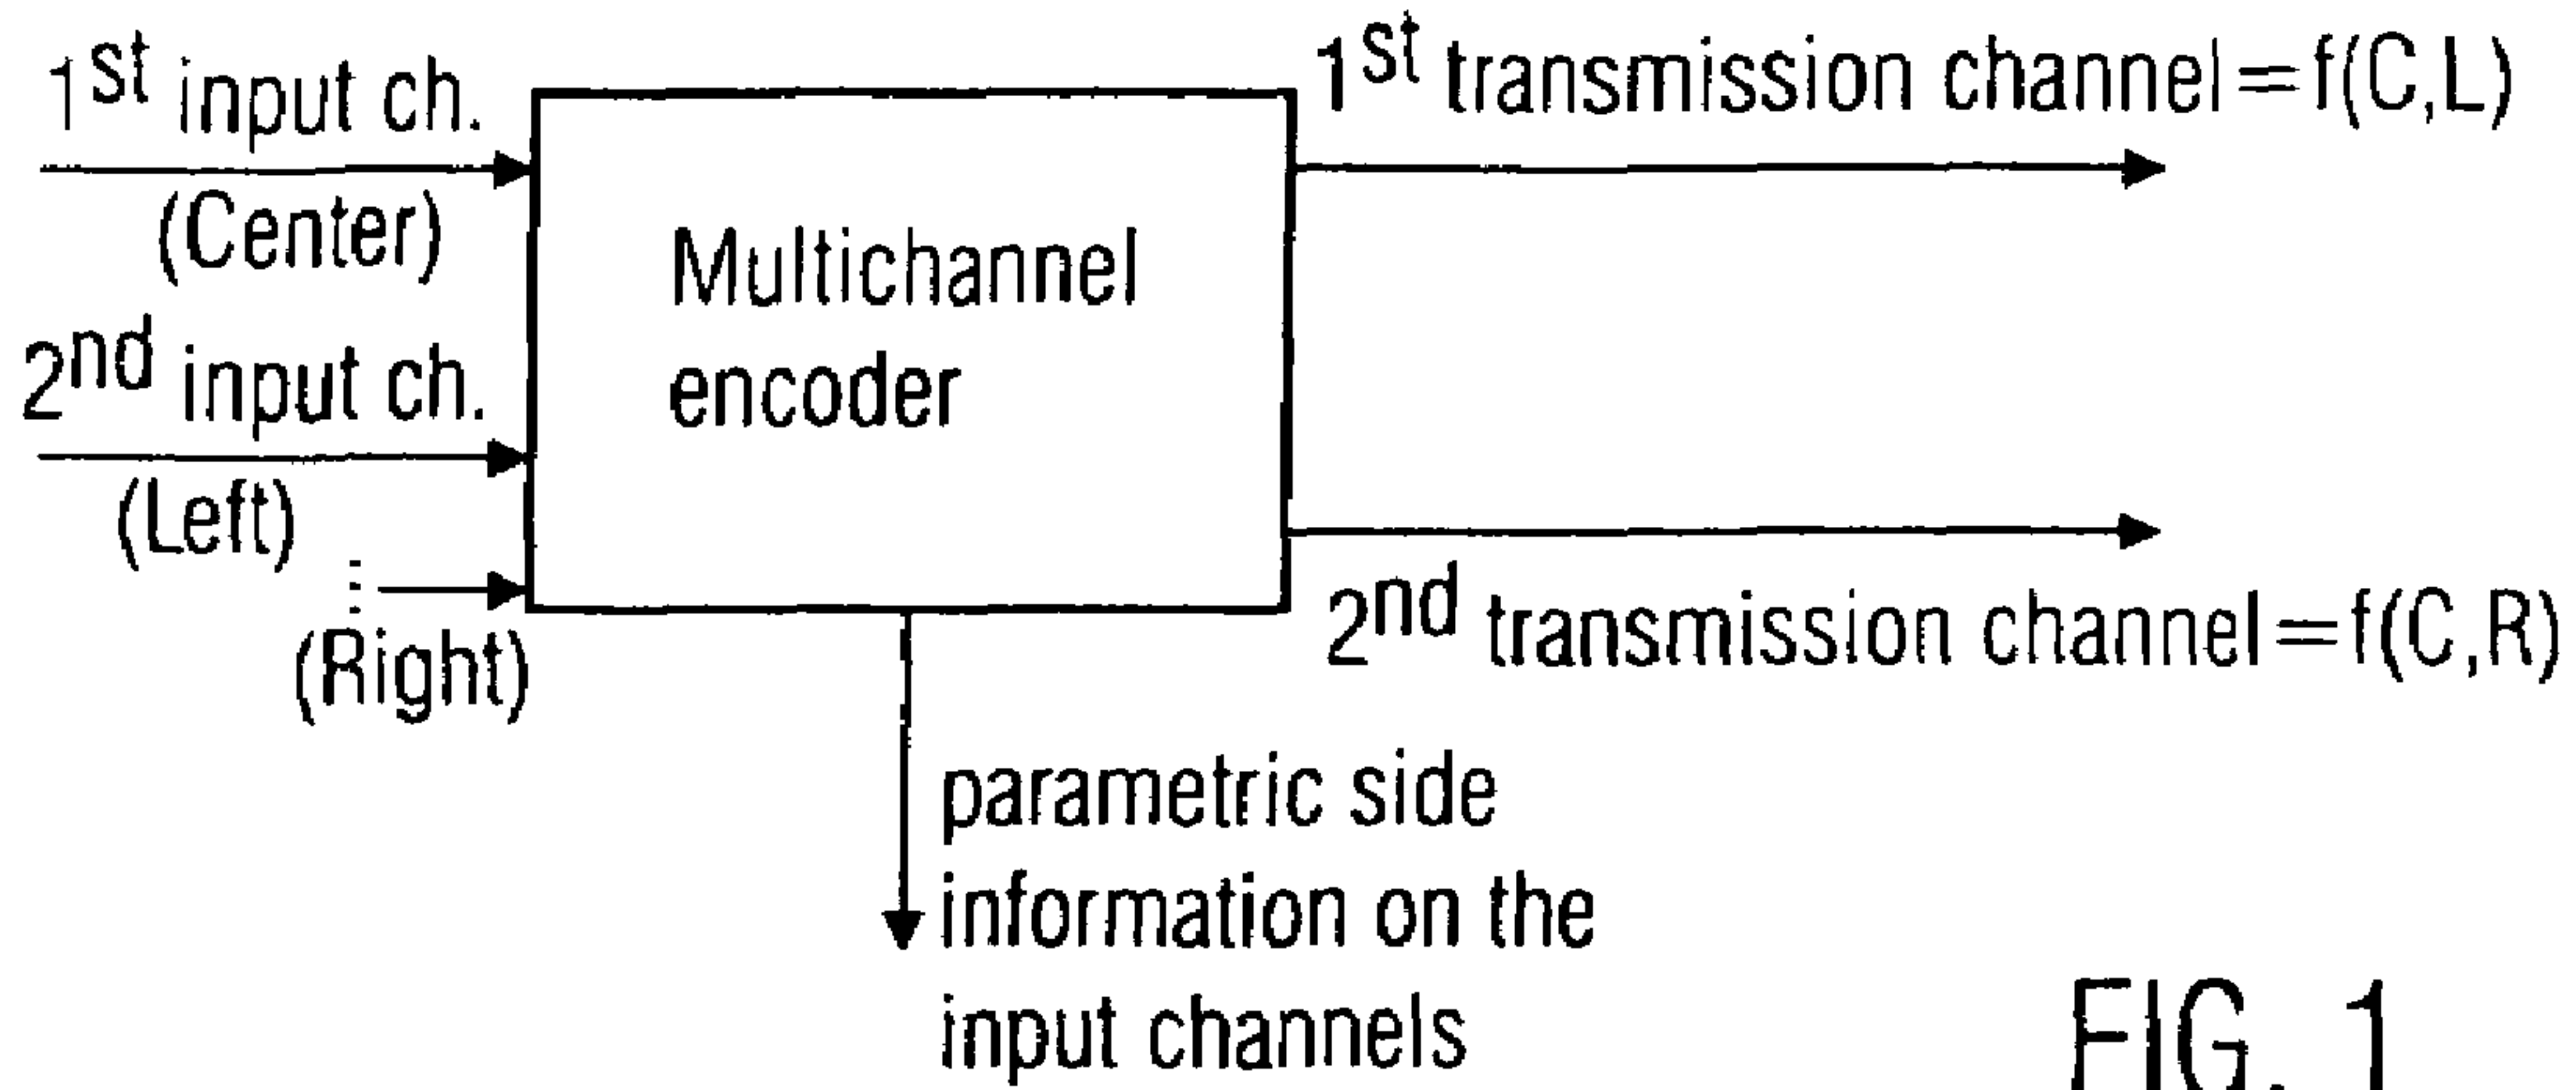 1st input ch.
(Center)
2nd input ch.
(Left)
⋮
(Right)
Multichannel
encoder
1st transmission channel=f(C,L)
2nd transmission channel=f(C,R)
parametric side
information on the
input channels
FIG. 1